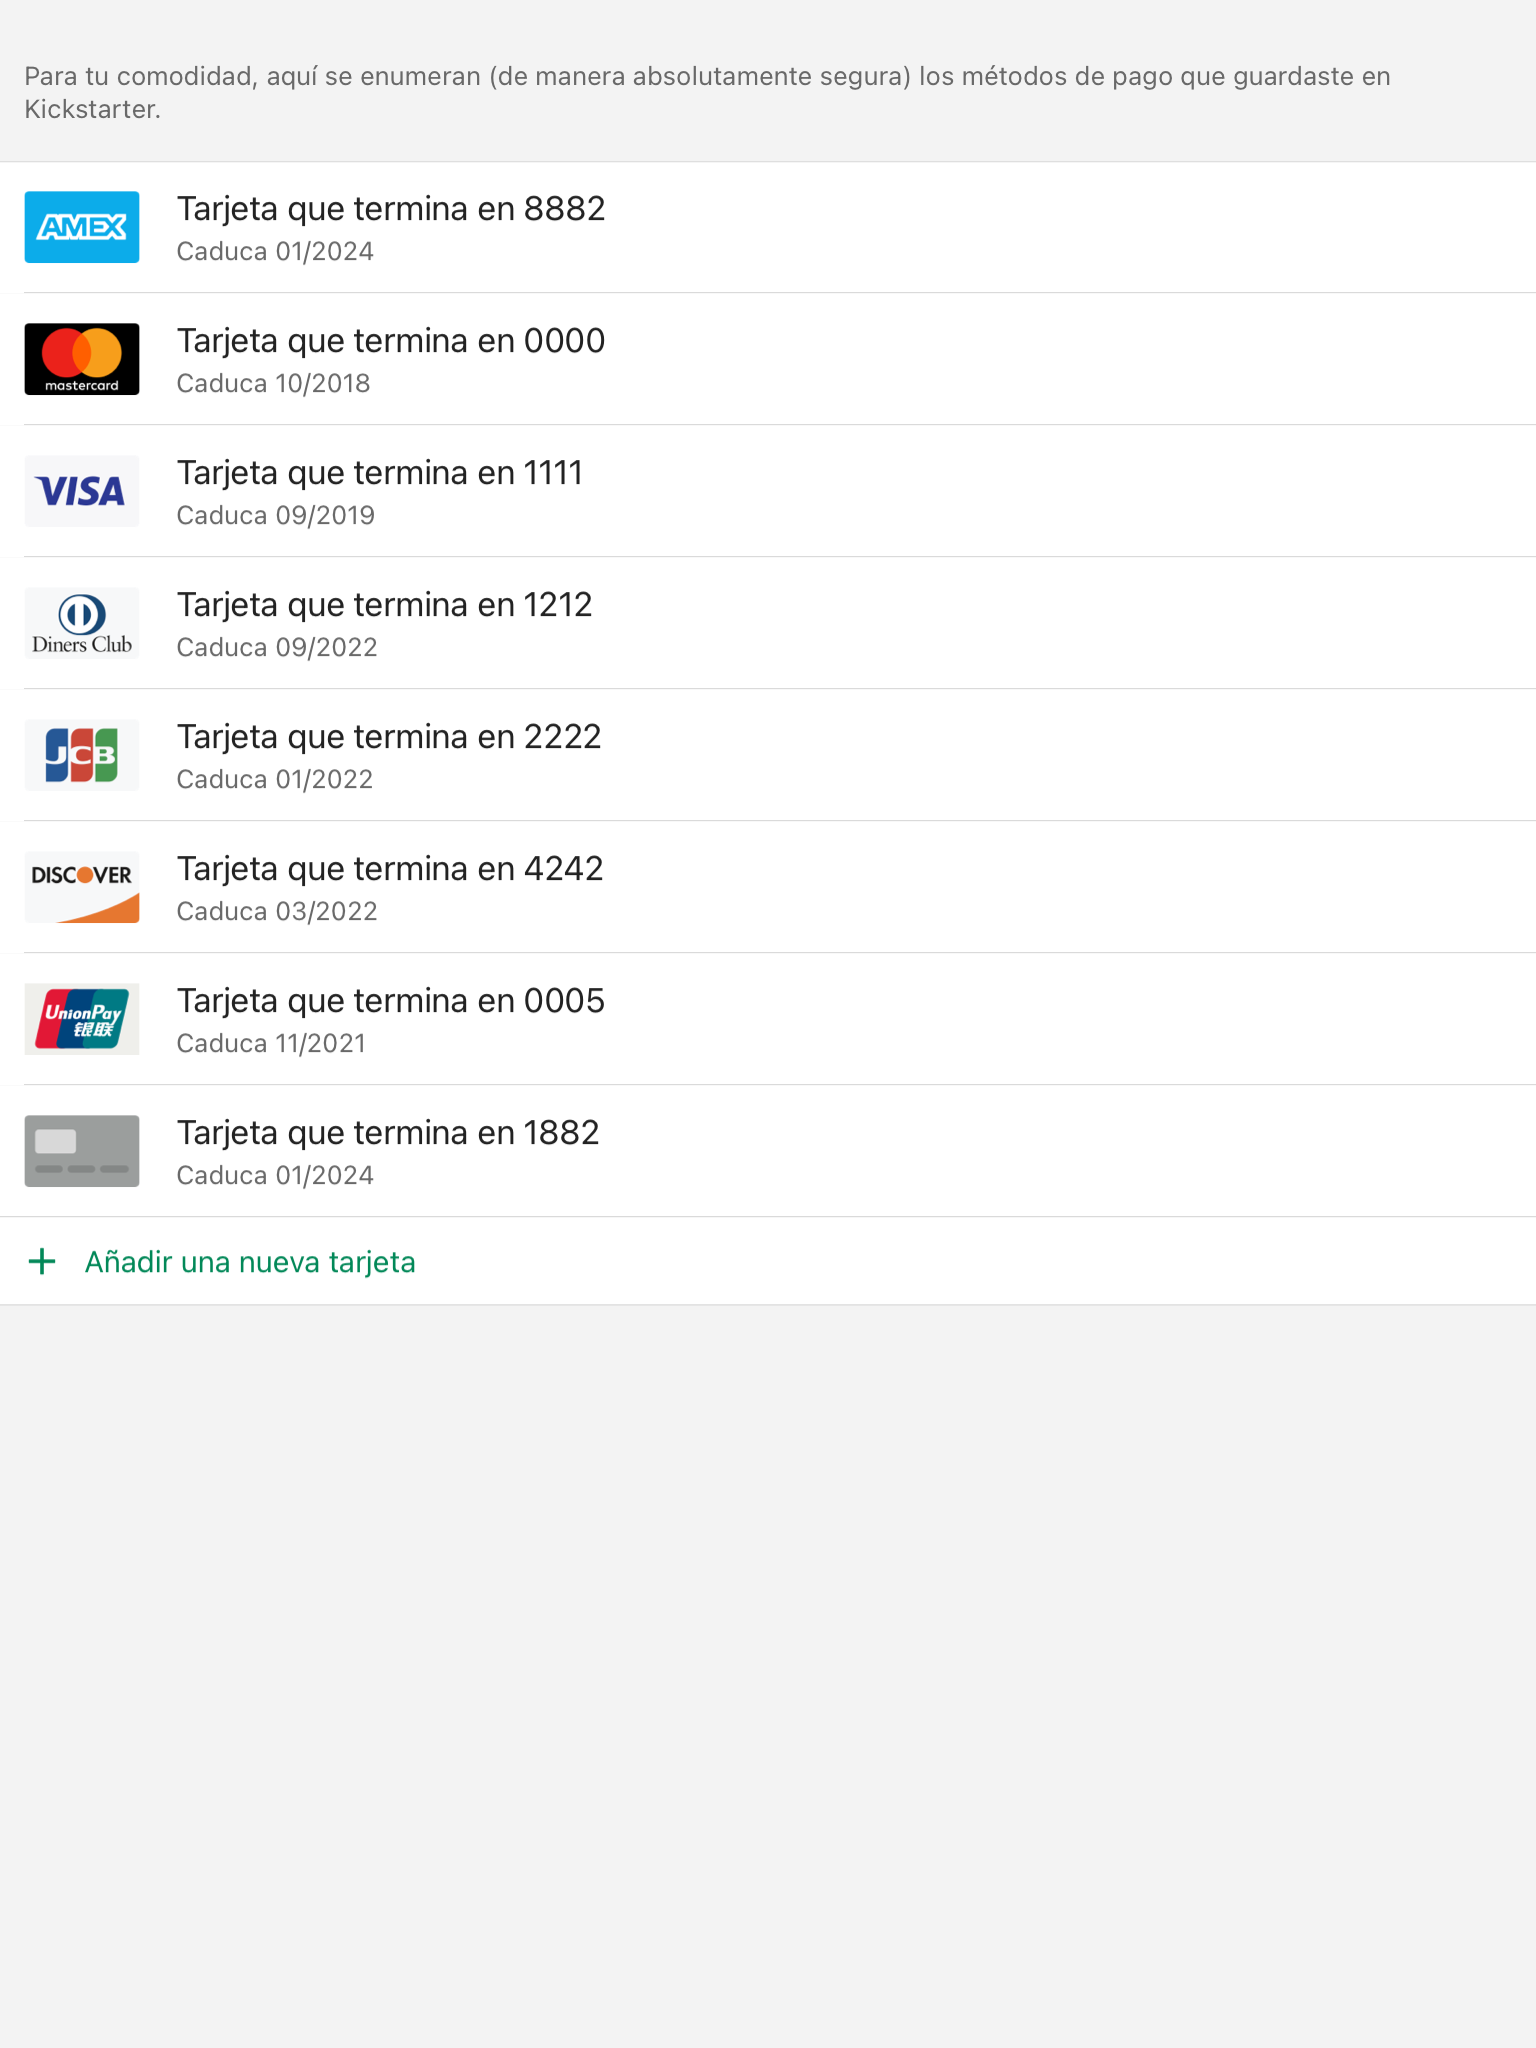 Para tu comodidad, aquí se enumeran (de manera absolutamente segura) los métodos de pago que guardaste en
Kickstarter.
AMEX
Tarjeta que termina en 8882
Caduca 01/2024
mastercard
Tarjeta que termina en 0000
Caduca 10/2018
VISA
Tarjeta que termina en 1111
Caduca 09/2019
Diners Club
Tarjeta que termina en 1212
Caduca 09/2022
JCB
Tarjeta que termina en 2222
Caduca 01/2022
DISCOVER
Tarjeta que termina en 4242
Caduca 03/2022
UnionPay
银联
Tarjeta que termina en 0005
Caduca 11/2021
Tarjeta que termina en 1882
Caduca 01/2024
+ Añadir una nueva tarjeta